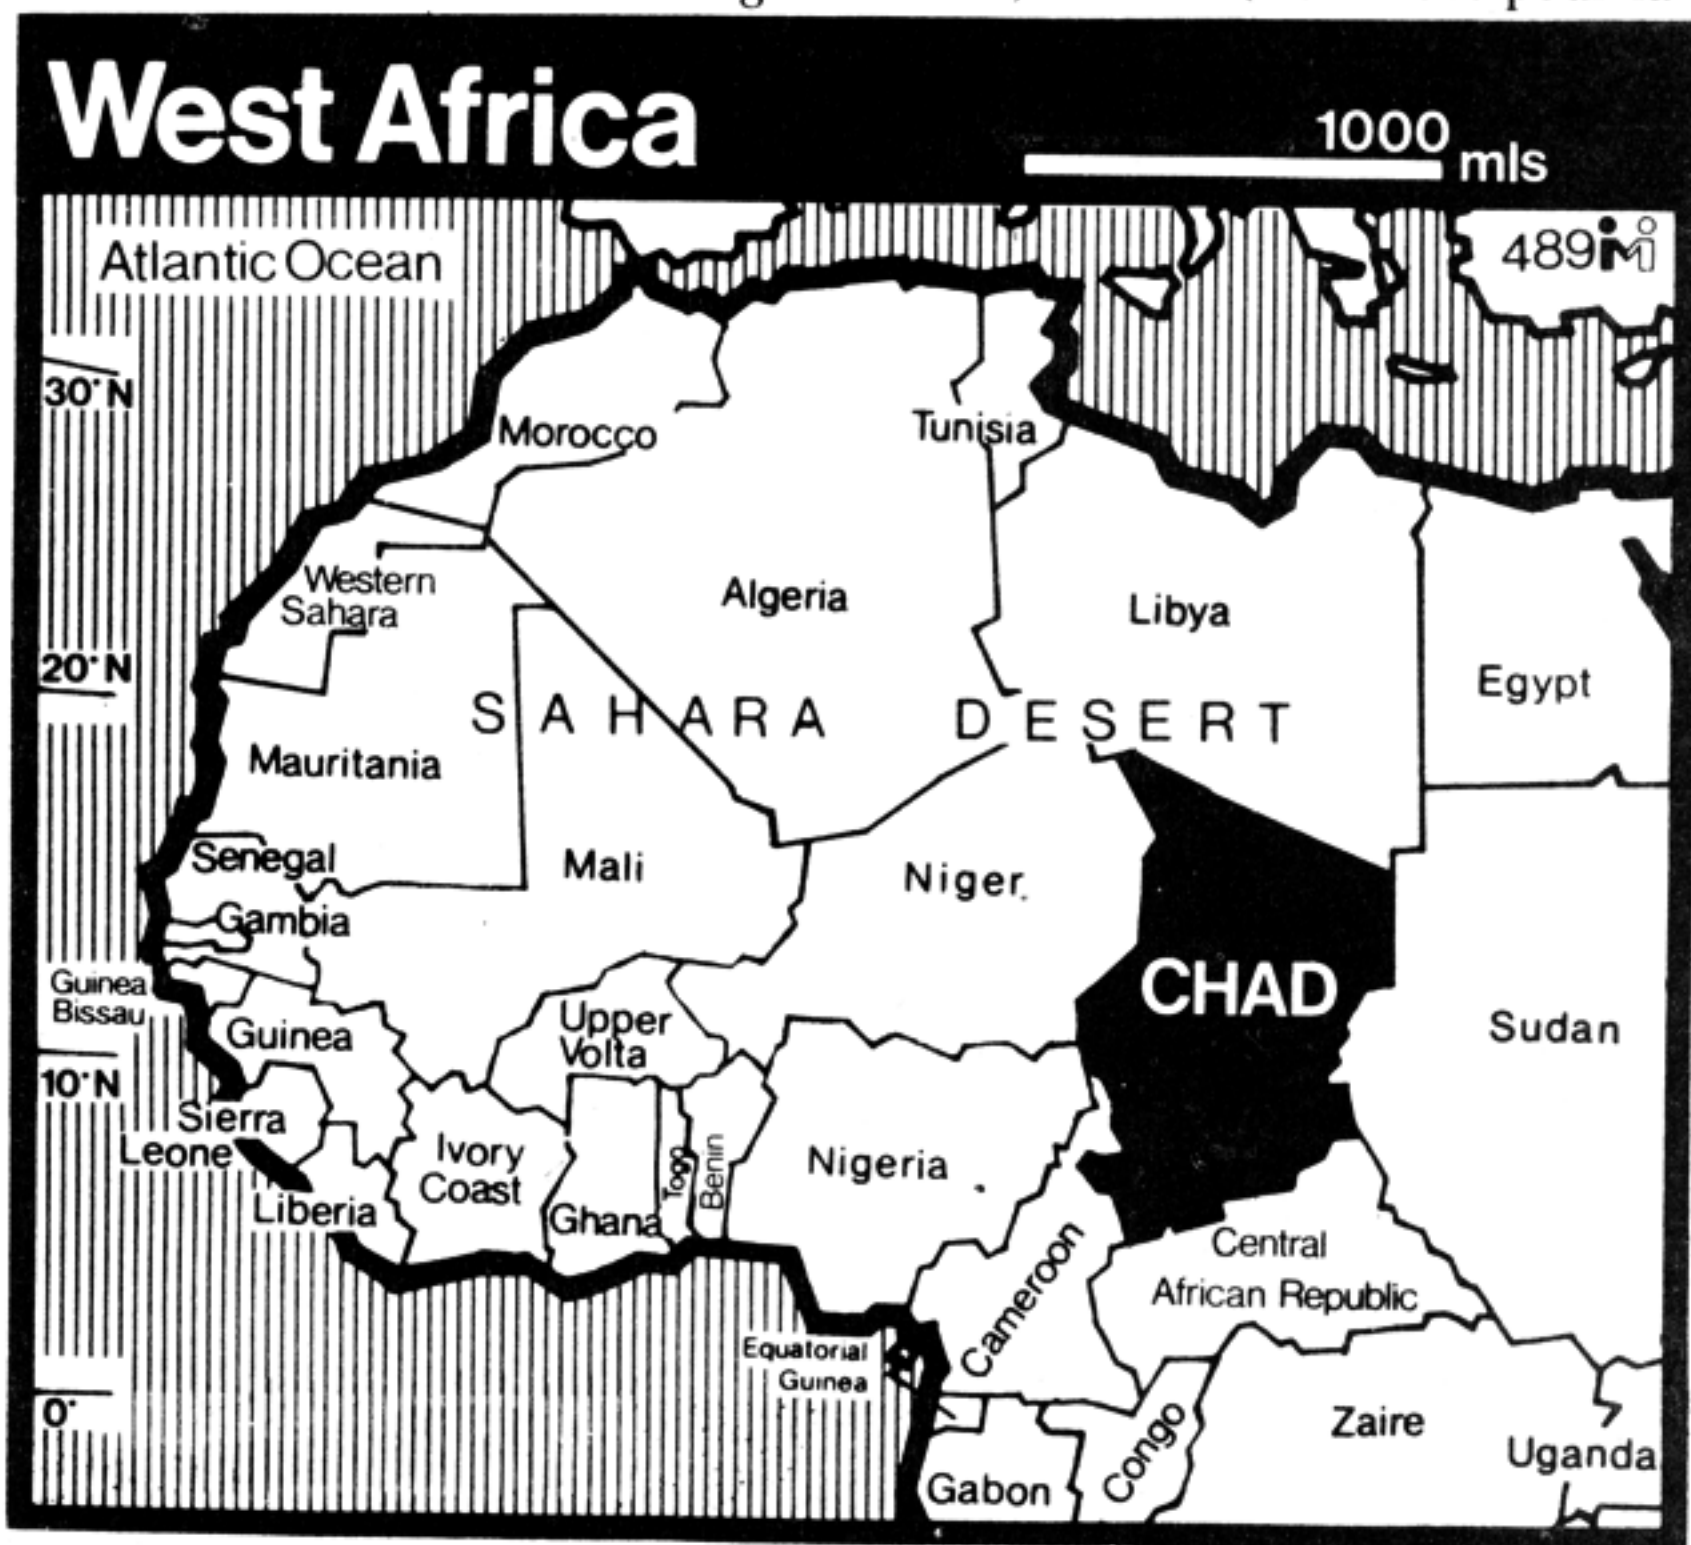 West Africa
1000 mls
Atlantic Ocean
489
30°N
Morocco
Tunisia
Western
Sahara
Algeria
Libya
20°N
Egypt
SAHARA DESERT
Mauritania
Senegal
Mali
Niger
Gambia
CHAD
Guinea
Bissau
Guinea
Upper
Volta
Sudan
10°N
Sierra
Leone
Ivory
Coast
Togo
Benin
Nigeria
Liberia
Ghana
Cameroon
Central
African Republic
Equatorial
Guinea
0°
Congo
Zaire
Uganda
Gabon